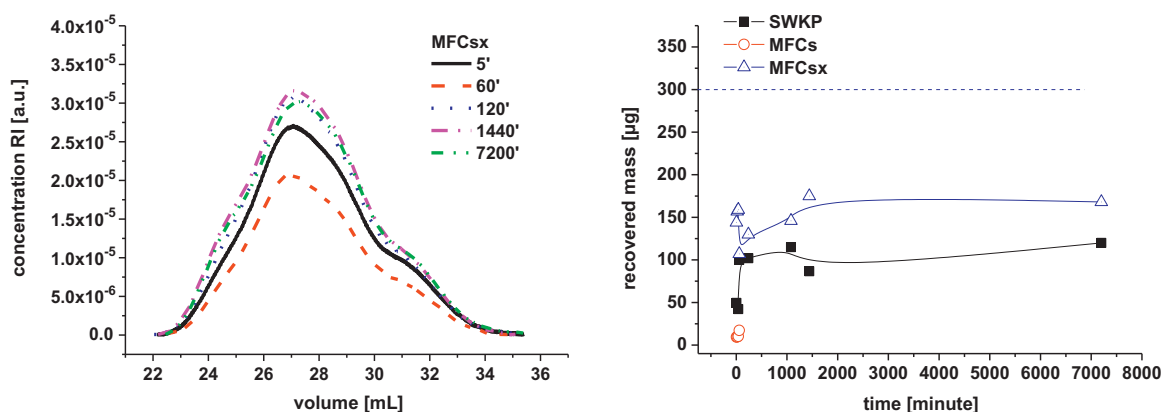 MFCsx
5'
60'
120'
1440'
7200'
concentration RI [a.u.]
4.0x10⁻⁵
3.5x10⁻⁵
3.0x10⁻⁵
2.5x10⁻⁵
2.0x10⁻⁵
1.5x10⁻⁵
1.0x10⁻⁵
5.0x10⁻⁶
0.0
22 24 26 28 30 32 34 36
volume [mL]
SWKP
MFCs
MFCsx
recovered mass [µg]
350
300
250
200
150
100
50
0
0 1000 2000 3000 4000 5000 6000 7000 8000
time [minute]